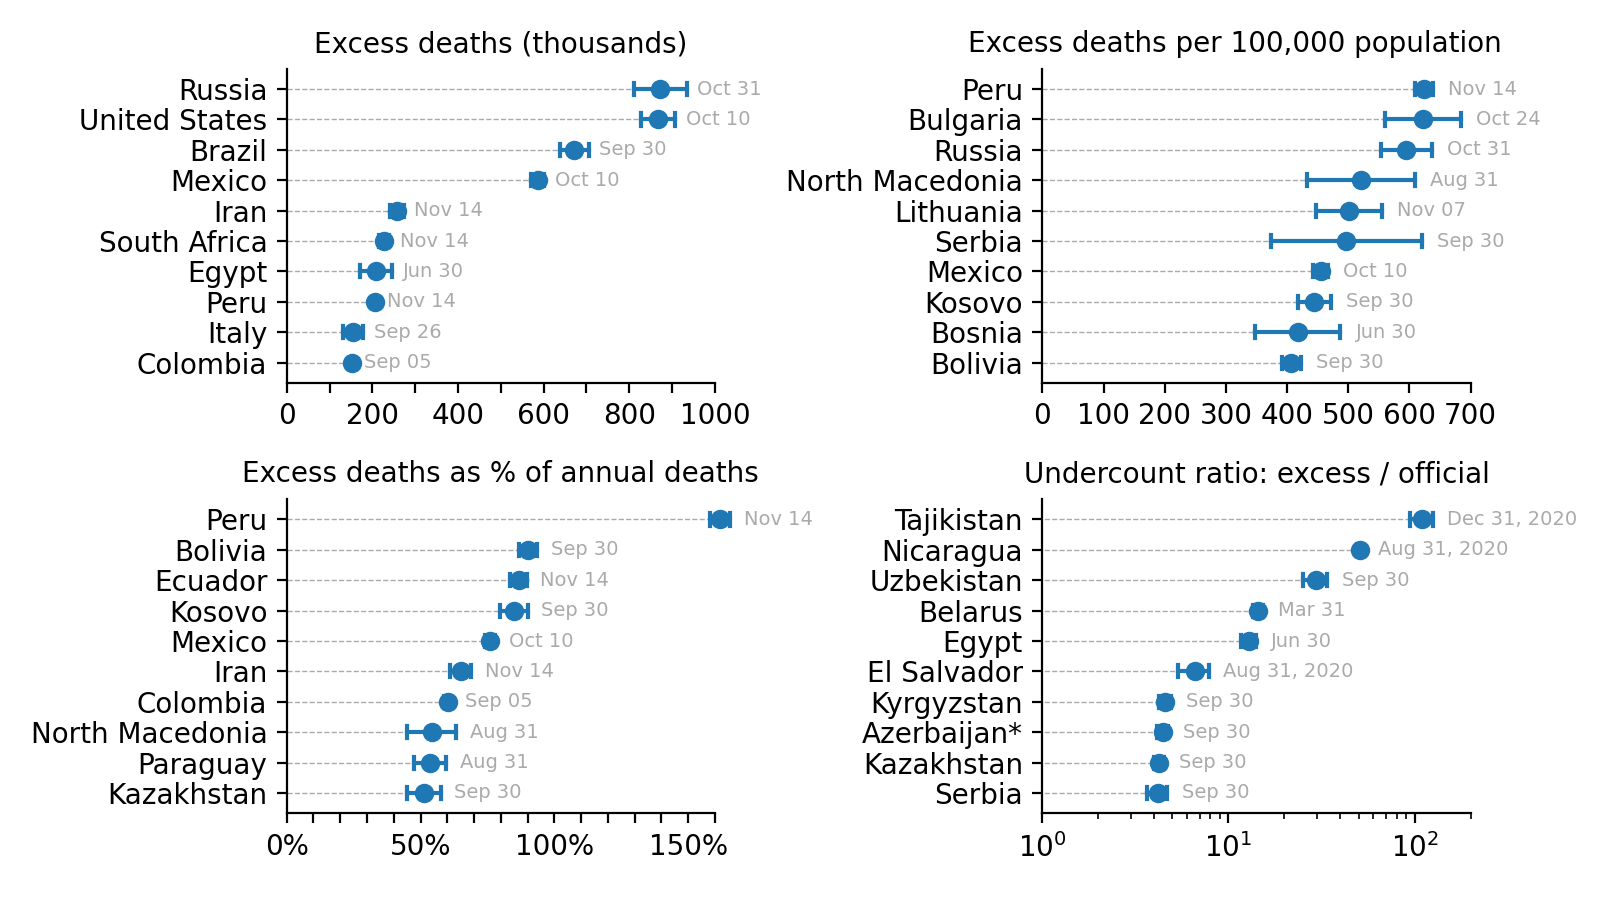 Excess deaths (thousands)
Russia Oct 31
United States Oct 10
Brazil Sep 30
Mexico Oct 10
Iran Nov 14
South Africa Nov 14
Egypt Jun 30
Peru Nov 14
Italy Sep 26
Colombia Sep 05
0 200 400 600 800 1000
Excess deaths per 100,000 population
Peru Nov 14
Bulgaria Oct 24
Russia Oct 31
North Macedonia Aug 31
Lithuania Nov 07
Serbia Sep 30
Mexico Oct 10
Kosovo Sep 30
Bosnia Jun 30
Bolivia Sep 30
0 100 200 300 400 500 600 700
Excess deaths as % of annual deaths
Peru Nov 14
Bolivia Sep 30
Ecuador Nov 14
Kosovo Sep 30
Mexico Oct 10
Iran Nov 14
Colombia Sep 05
North Macedonia Aug 31
Paraguay Aug 31
Kazakhstan Sep 30
0% 50% 100% 150%
Undercount ratio: excess / official
Tajikistan Dec 31, 2020
Nicaragua Aug 31, 2020
Uzbekistan Sep 30
Belarus Mar 31
Egypt Jun 30
El Salvador Aug 31, 2020
Kyrgyzstan Sep 30
Azerbaijan* Sep 30
Kazakhstan Sep 30
Serbia Sep 30
10⁰ 10¹ 10²